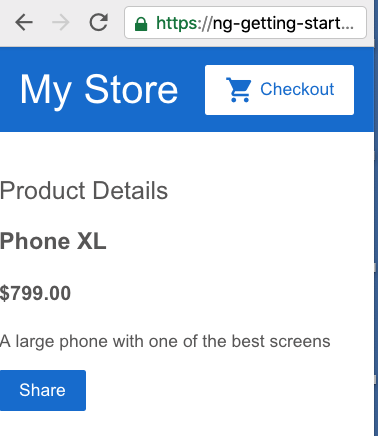 https://ng-getting-start...
My Store
Checkout
Product Details
Phone XL
$799.00
A large phone with one of the best screens
Share